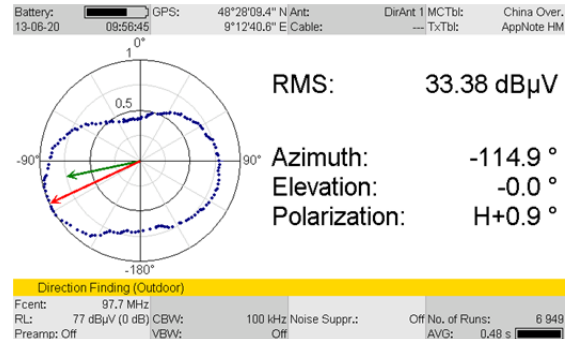 Battery: GPS: 48°28'09.4" N Ant: DirAnt 1 MCTbl: China Over.
13-06-20 09:56:45 9°12'40.6" E Cable: --- TxTbl: AppNote HM
0°
1
0.5
-90° 90°
-180°
RMS: 33.38 dBµV
Azimuth: -114.9 °
Elevation: -0.0 °
Polarization: H+0.9 °
Direction Finding (Outdoor)
Fcent: 97.7 MHz
RL: 77 dBµV (0 dB) CBW: 100 kHz Noise Suppr.: Off No. of Runs: 6 949
Preamp: Off VBW: Off AVG: 0.48 s